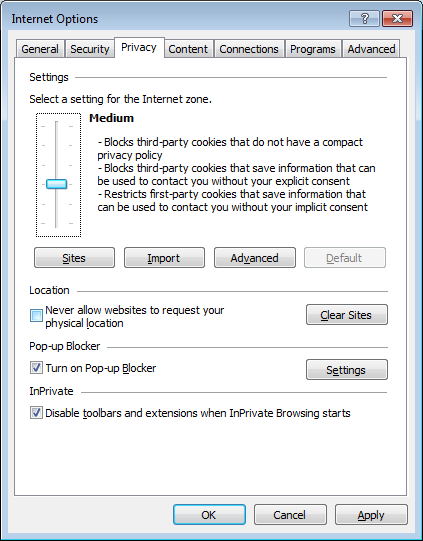 Internet Options
General Security Privacy Content Connections Programs Advanced
Settings
Select a setting for the Internet zone.
Medium
- Blocks third-party cookies that do not have a compact
privacy policy
- Blocks third-party cookies that save information that can
be used to contact you without your explicit consent
- Restricts first-party cookies that save information that
can be used to contact you without your implicit consent
Sites Import Advanced Default
Location
Never allow websites to request your
physical location
Clear Sites
Pop-up Blocker
Turn on Pop-up Blocker
Settings
InPrivate
Disable toolbars and extensions when InPrivate Browsing starts
OK Cancel Apply